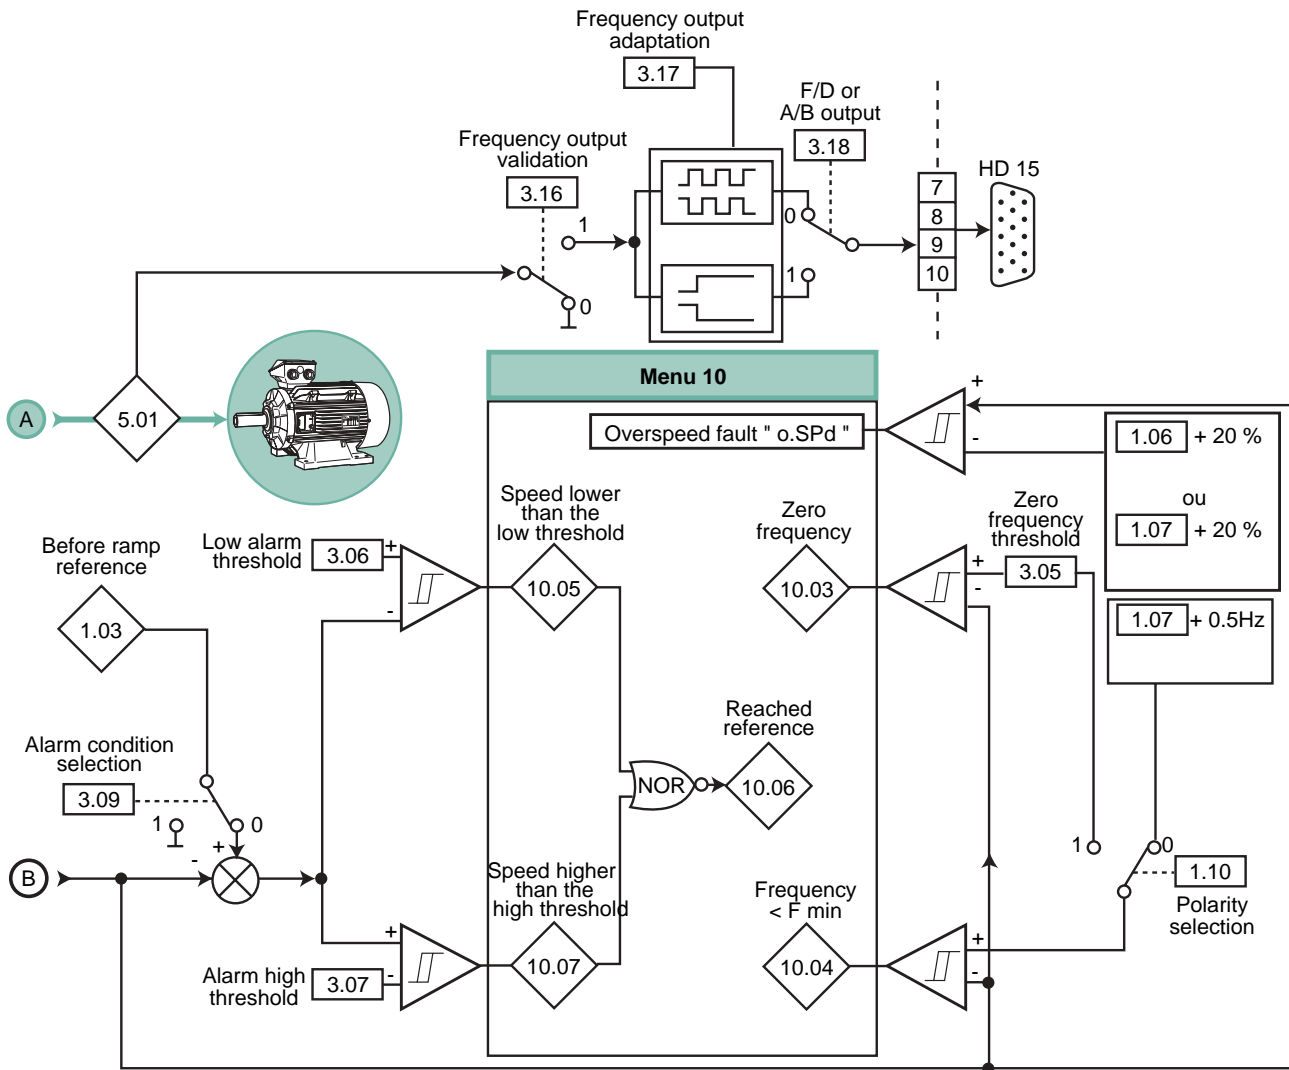 Frequency output
adaptation
3.17
F/D or
A/B output
3.18
Frequency output
validation
3.16
HD 15
7
8
9
10
1
0
0
1
A
5.01
Menu 10
Overspeed fault " o.SPd "
+
-
1.06 + 20 %
ou
1.07 + 20 %
Before ramp
reference
1.03
Low alarm
threshold
3.06
+
-
Speed lower
than the
low threshold
10.05
Zero
frequency
10.03
+
-
Zero
frequency
threshold
3.05
1.07 + 0.5Hz
Alarm condition
selection
3.09
1
0
+
-
B
NOR
Reached
reference
10.06
1
0
1.10
Polarity
selection
Speed higher
than the
high threshold
10.07
+
-
Alarm high
threshold
3.07
Frequency
< F min
10.04
+
-